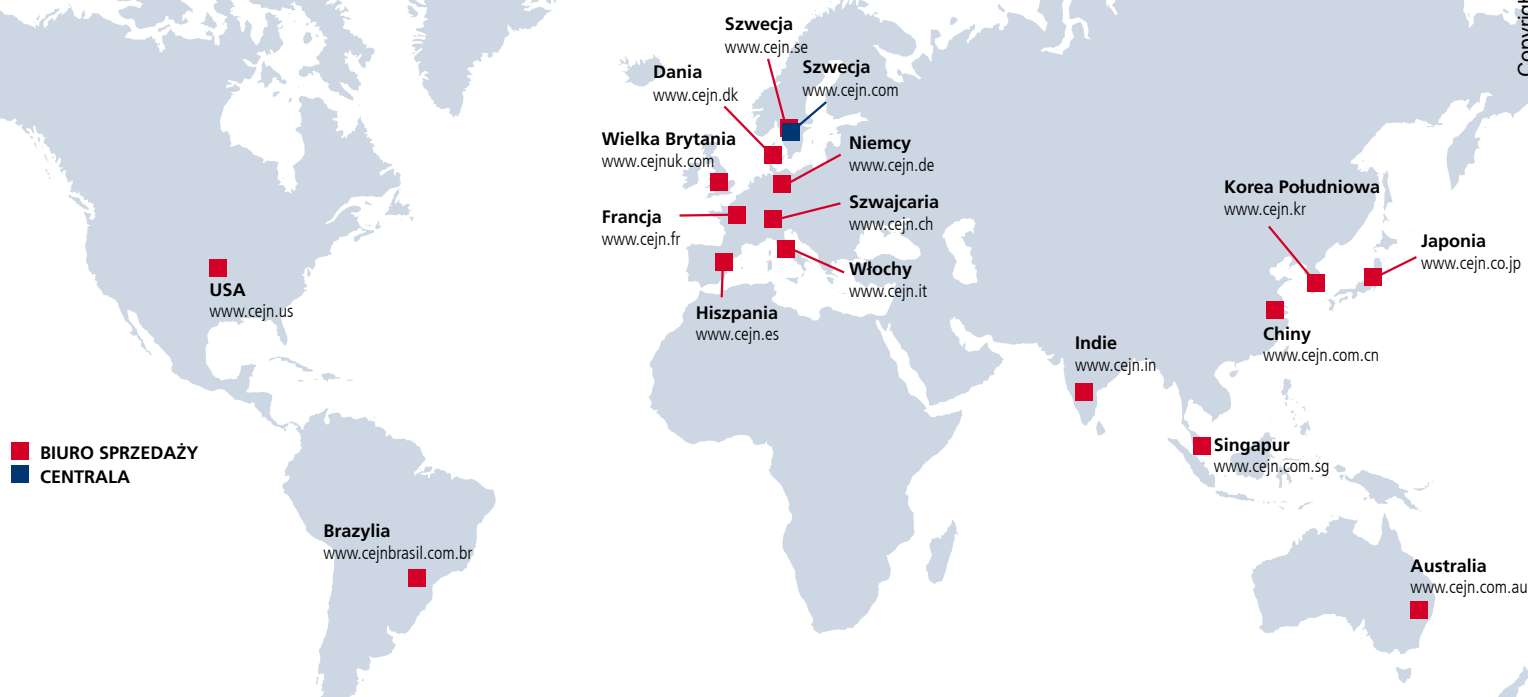 Copyright
Szwecja
www.cejn.se
Szwecja
www.cejn.com
Dania
www.cejn.dk
Wielka Brytania
www.cejnuk.com
Niemcy
www.cejn.de
Francja
www.cejn.fr
Szwajcaria
www.cejn.ch
Włochy
www.cejn.it
Hiszpania
www.cejn.es
Korea Południowa
www.cejn.kr
Japonia
www.cejn.co.jp
Chiny
www.cejn.com.cn
Indie
www.cejn.in
USA
www.cejn.us
Singapur
www.cejn.com.sg
BIURO SPRZEDAŻY
CENTRALA
Brazylia
www.cejnbrasil.com.br
Australia
www.cejn.com.au